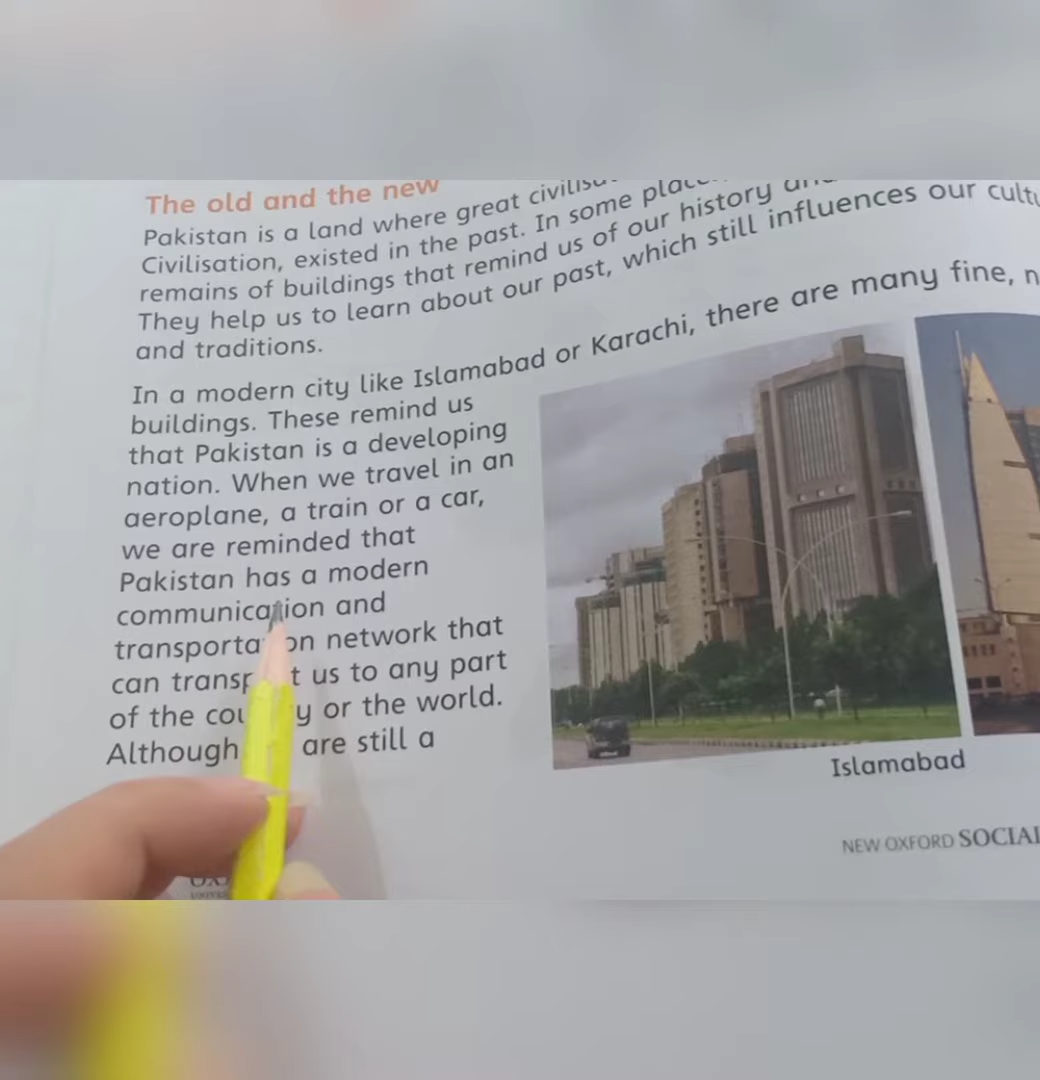 The old and the new
Pakistan is a land where great
Civilisation, existed in the past. In some
remains of buildings that remind us of our history
They help us to learn about our past, which still influences our
and traditions.
In a modern city like Islamabad or Karachi, there are many fine,
buildings. These remind us
that Pakistan is a developing
nation. When we travel in an
aeroplane, a train or a car,
we are reminded that
Pakistan has a modern
communication and
transportation network that
can transport us to any part
of the country or the world.
Although are still a
Islamabad
NEW OXFORD SOCIAL